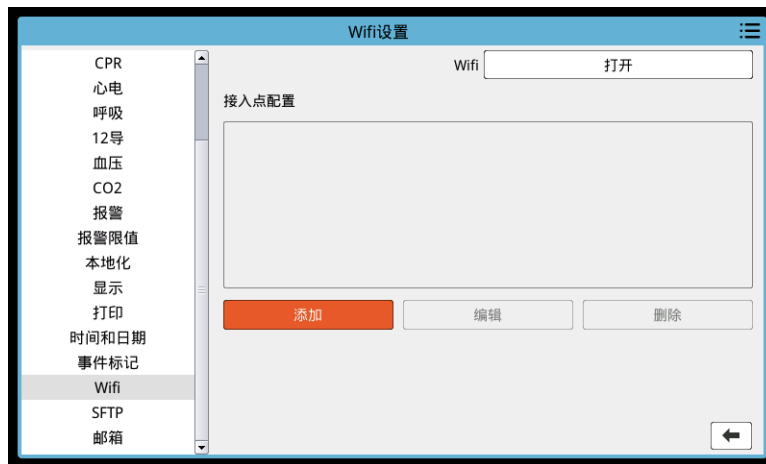 Wifi设置
CPR
心电
呼吸
12导
血压
CO2
报警
报警限值
本地化
显示
打印
时间和日期
事件标记
Wifi
SFTP
邮箱
Wifi 打开
接入点配置
添加 编辑 删除